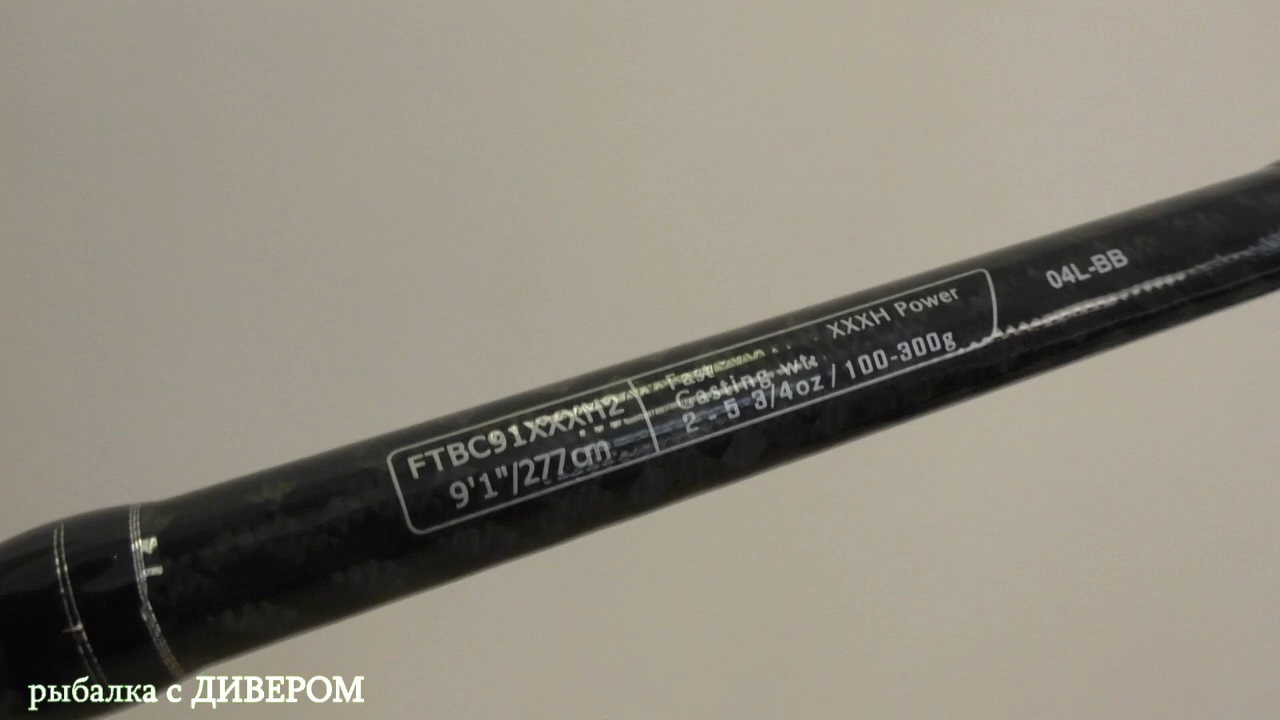 FTBC91XXXH2
9'1"/277cm
Fast XXXH Power
Casting wt:
2 - 5 3/4oz / 100-300g
04L-BB
рыбалка с ДИВЕРОМ